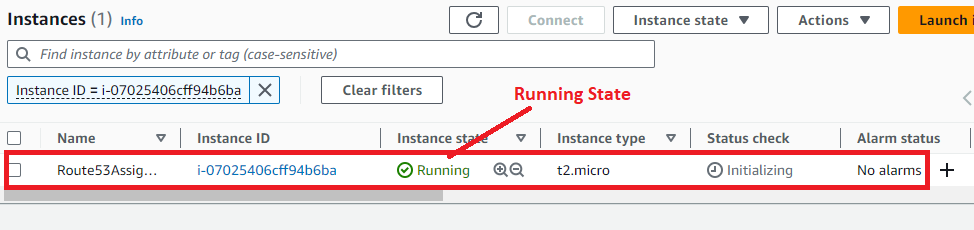 Instances (1) Info
Connect
Instance state
Actions
Launch i
Find instance by attribute or tag (case-sensitive)
Instance ID = i-07025406cff94b6ba
Clear filters
Running State
Name
Instance ID
Instance state
Instance type
Status check
Alarm status
Route53Assig...
i-07025406cff94b6ba
Running
t2.micro
Initializing
No alarms